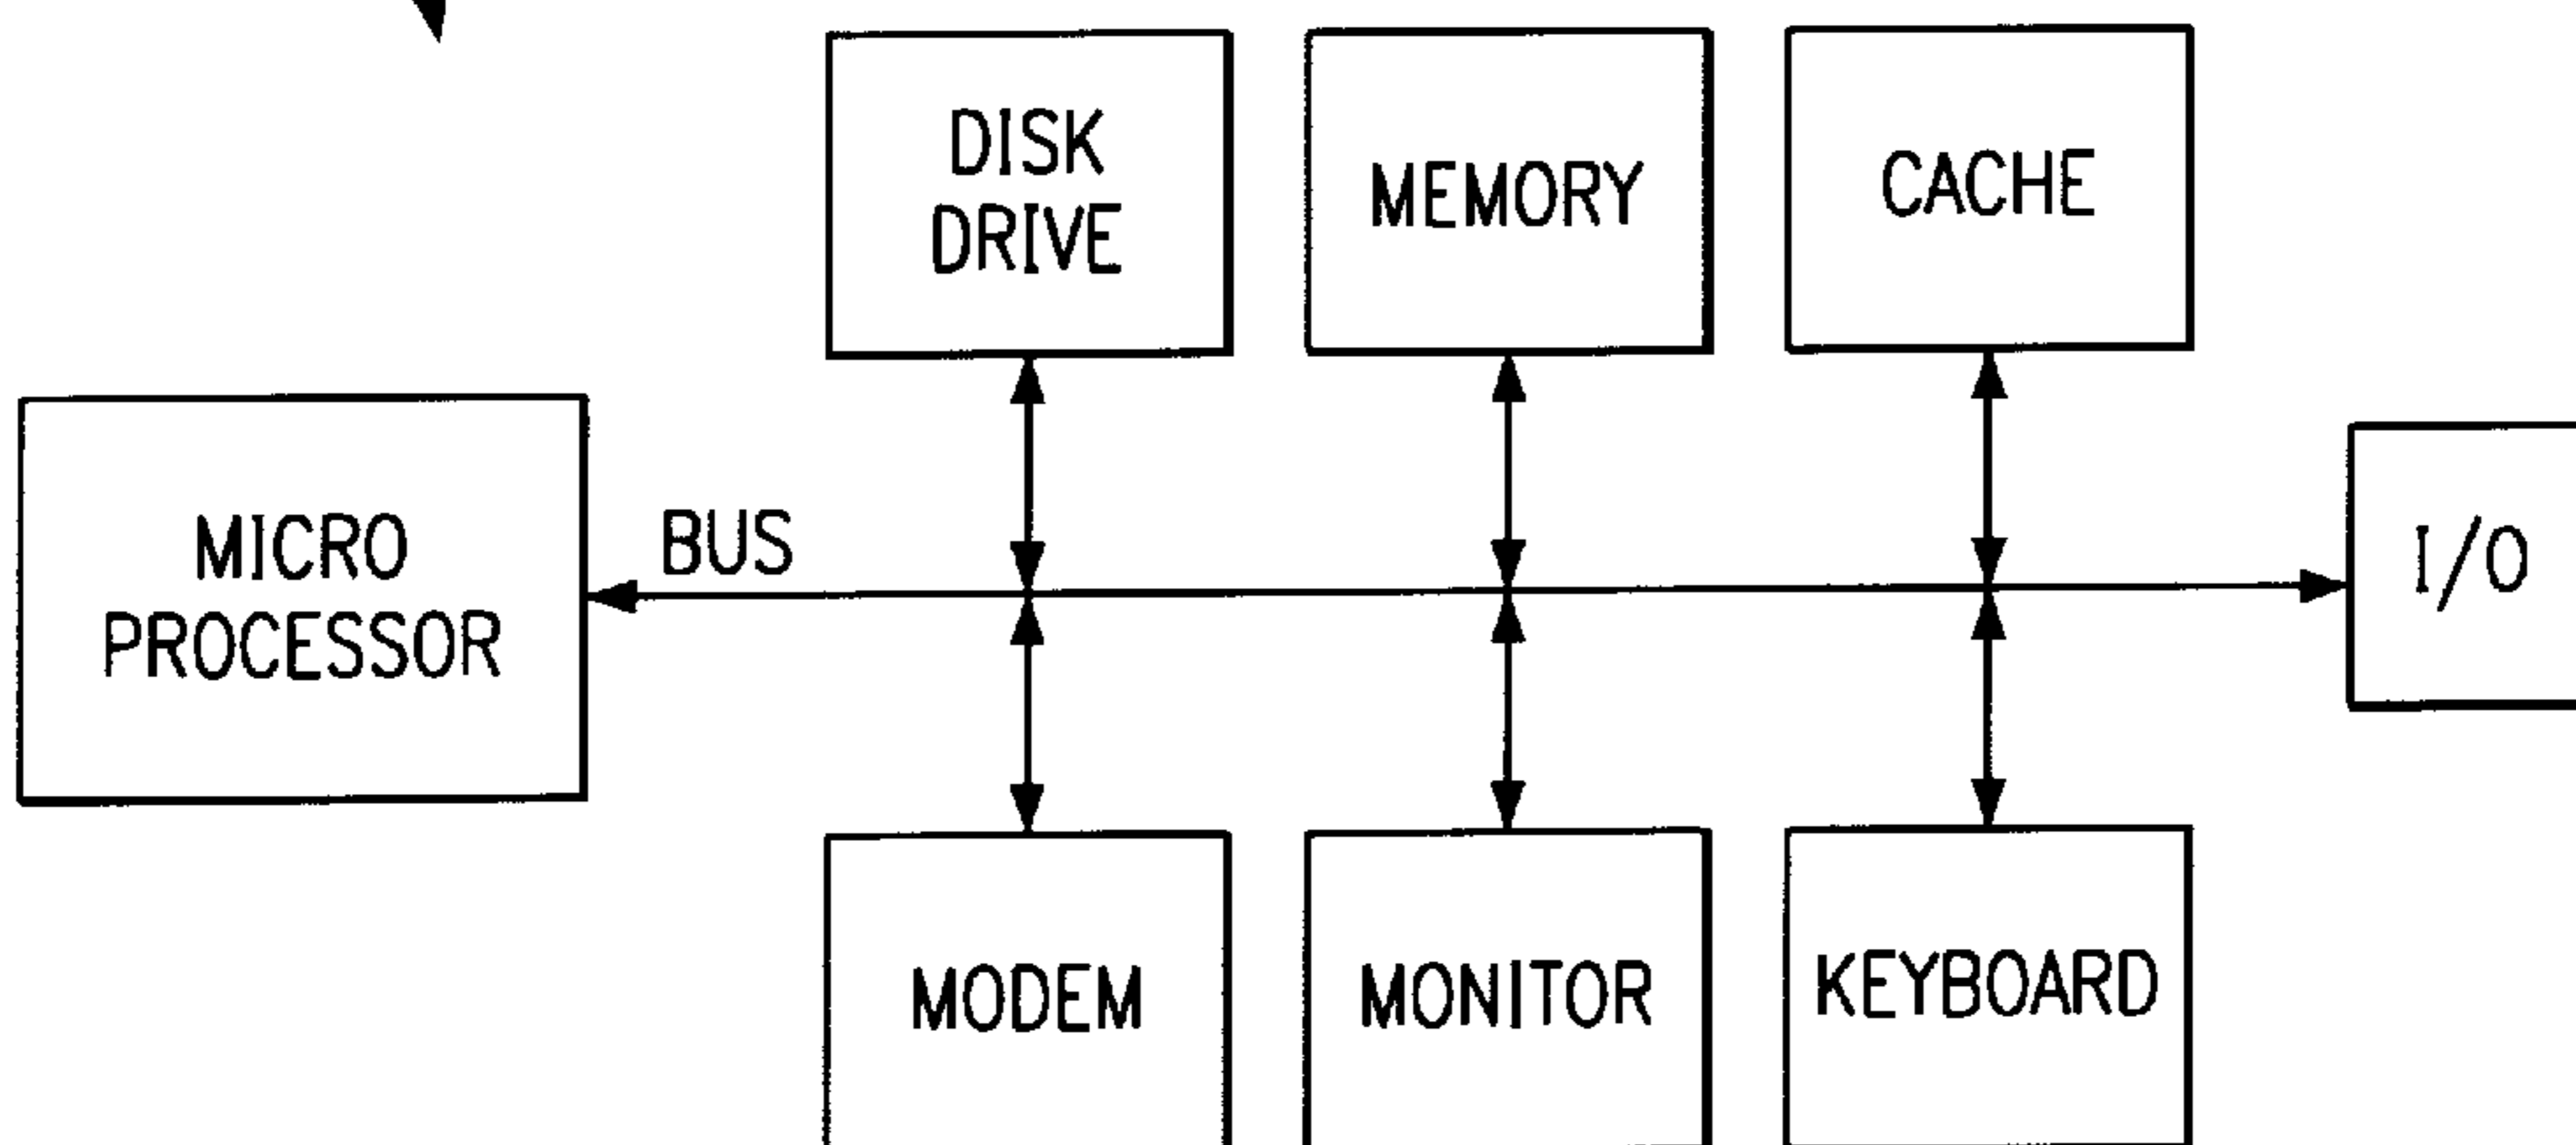 DISK
DRIVE
MEMORY
CACHE
MICRO
PROCESSOR
BUS
I/O
MODEM
MONITOR
KEYBOARD